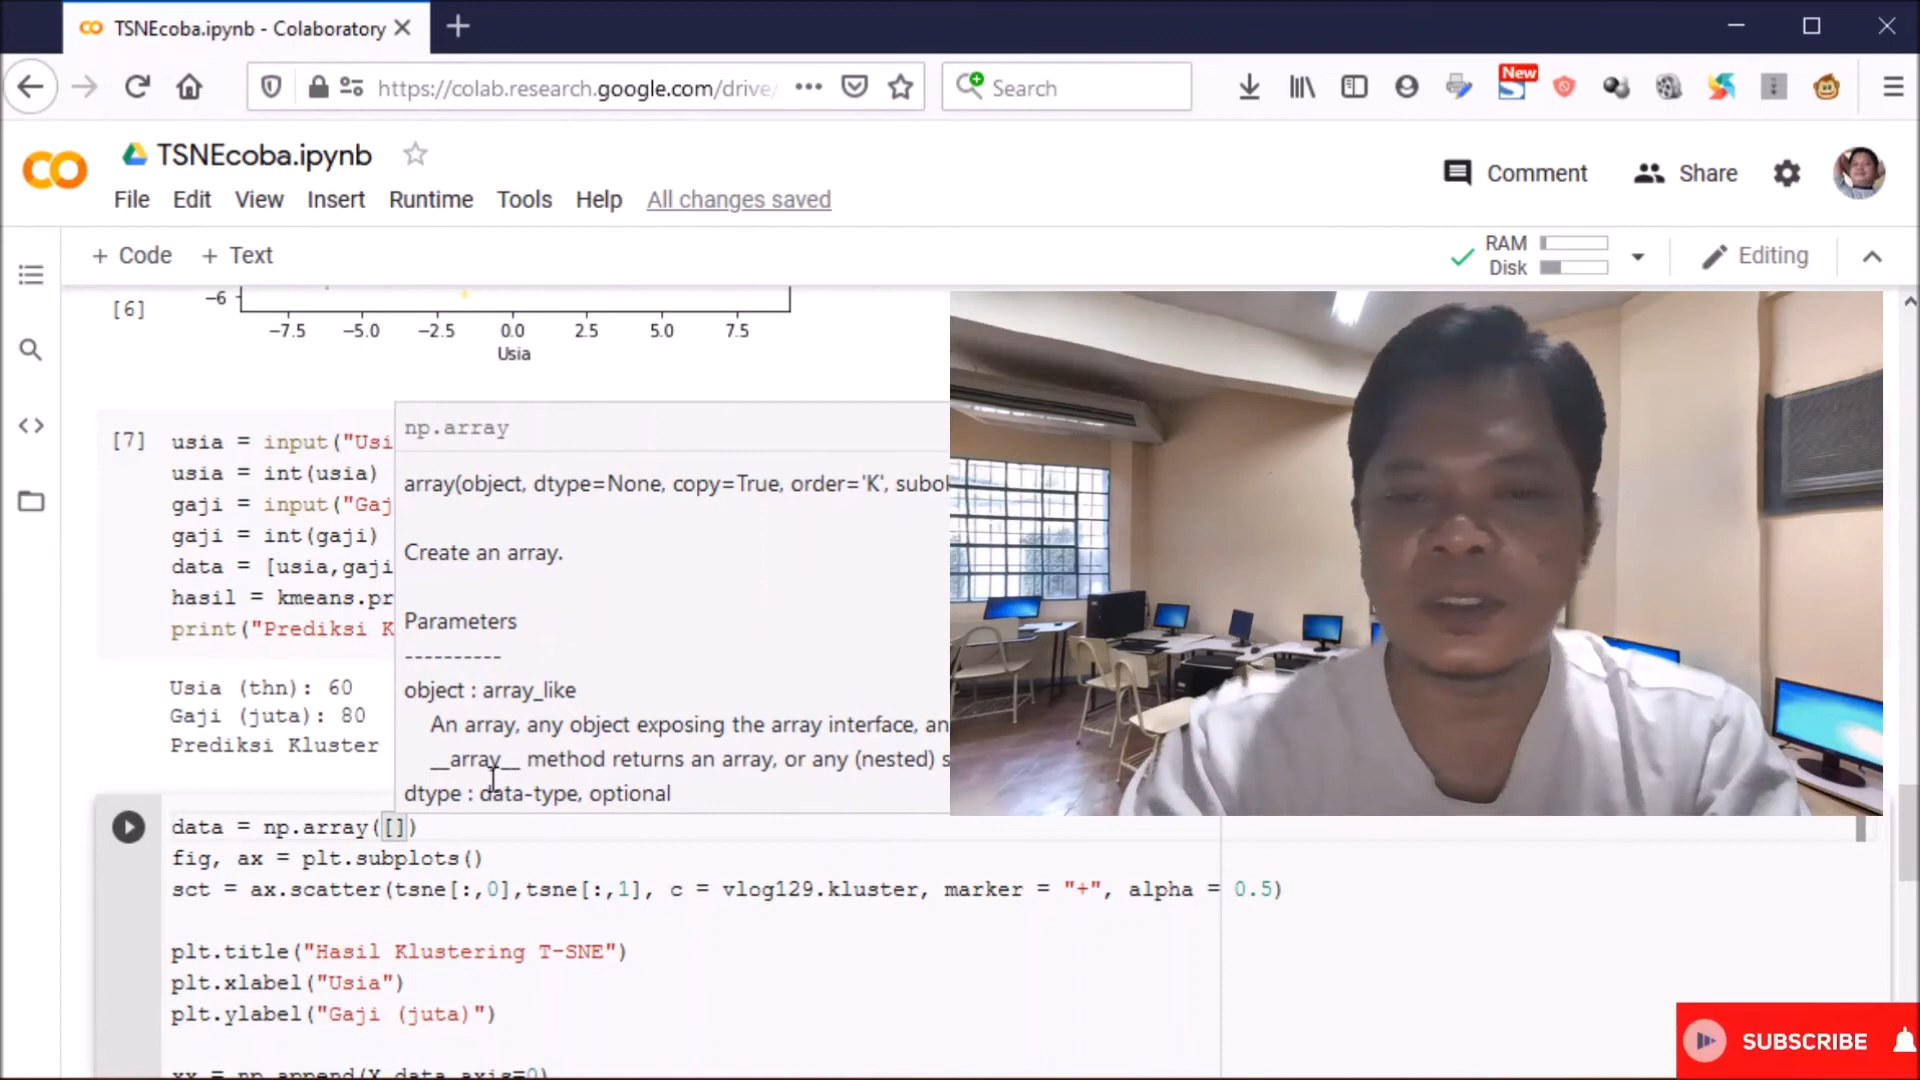 TSNEcoba.ipynb - Colaboratory
https://colab.research.google.com/drive/
Search
New
TSNEcoba.ipynb
Comment
Share
File Edit View Insert Runtime Tools Help All changes saved
+ Code + Text
RAM
Disk
Editing
[6]
−6
−7.5 −5.0 −2.5 0.0 2.5 5.0 7.5
Usia
[7]
usia = input("Usi
usia = int(usia)
gaji = input("Gaj
gaji = int(gaji)
data = [usia,gaji
hasil = kmeans.pr
print("Prediksi K
Usia (thn): 60
Gaji (juta): 80
Prediksi Kluster
np.array
array(object, dtype=None, copy=True, order='K', subok
Create an array.
Parameters
----------
object : array_like
An array, any object exposing the array interface, an
__array__ method returns an array, or any (nested) s
dtype : data-type, optional
data = np.array([])
fig, ax = plt.subplots()
sct = ax.scatter(tsne[:,0],tsne[:,1], c = vlog129.kluster, marker = "+", alpha = 0.5)
plt.title("Hasil Klustering T-SNE")
plt.xlabel("Usia")
plt.ylabel("Gaji (juta)")
xx = np.append(X,data,axis=0)
SUBSCRIBE